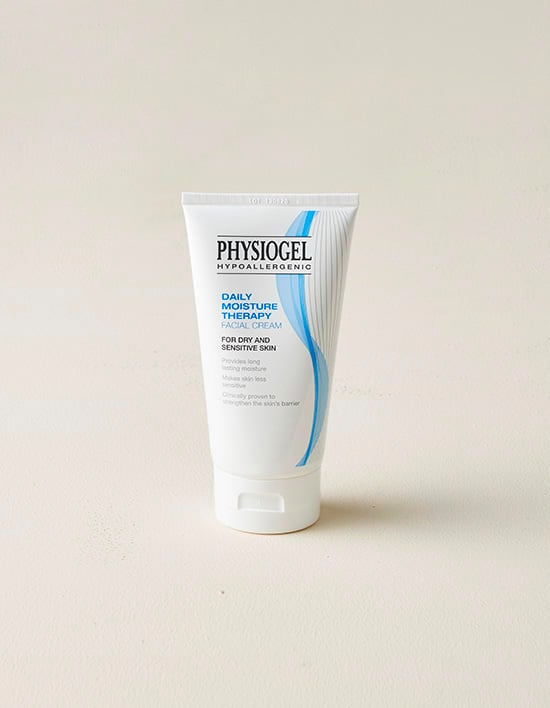 PHYSIOGEL
HYPOALLERGENIC
DAILY
MOISTURE
THERAPY
FACIAL CREAM
FOR DRY AND
SENSITIVE SKIN
Provides long
lasting moisture
Makes skin less
sensitive
Clinically proven to
strengthen the skin's barrier